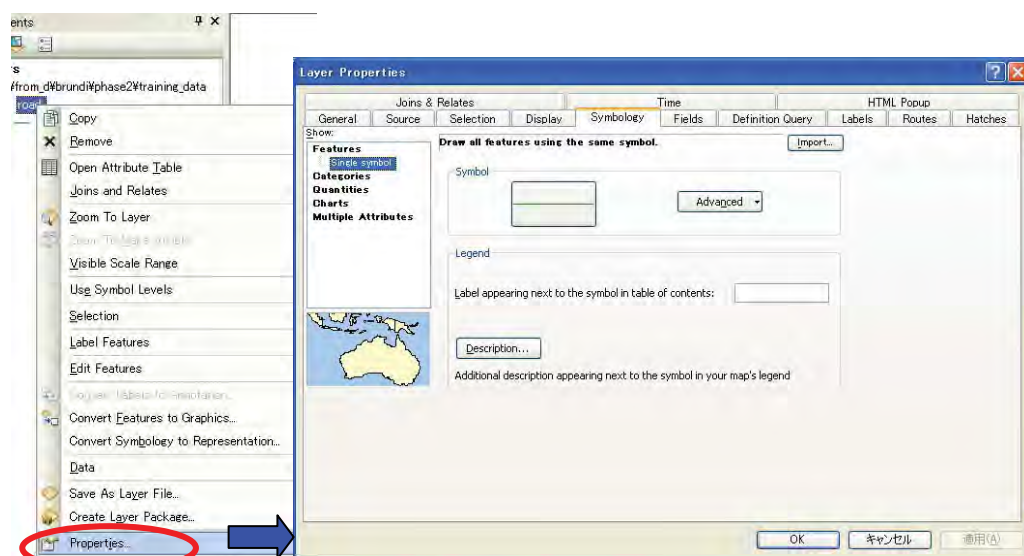 ents
s
¥from_d¥brundi¥phase2¥training_data
road
Copy
Remove
Open Attribute Table
Joins and Relates
Zoom To Layer
Visible Scale Range
Use Symbol Levels
Selection
Label Features
Edit Features
Convert Features to Graphics...
Convert Symbology to Representation...
Data
Save As Layer File...
Create Layer Package...
Properties...
Layer Properties
Joins & Relates Time HTML Popup
General Source Selection Display Symbology Fields Definition Query Labels Routes Hatches
Show:
Features
Single symbol
Categories
Quantities
Charts
Multiple Attributes
Draw all features using the same symbol.
Import...
Symbol
Advanced
Legend
Label appearing next to the symbol in table of contents:
Description...
Additional description appearing next to the symbol in your map's legend
OK キャンセル 適用(A)